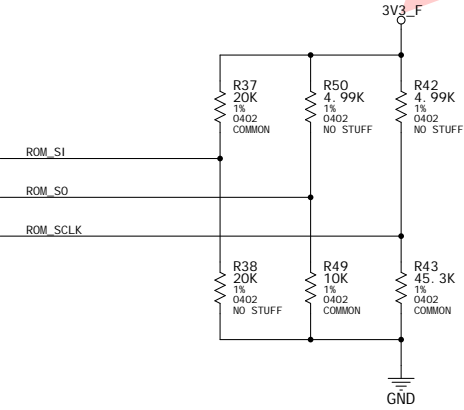 3V3_F
R37
20K
1%
0402
COMMON
R50
4.99K
1%
0402
NO STUFF
R42
4.99K
1%
0402
NO STUFF
ROM_SI
ROM_SO
ROM_SCLK
R38
20K
1%
0402
NO STUFF
R49
10K
1%
0402
COMMON
R43
45.3K
1%
0402
COMMON
GND